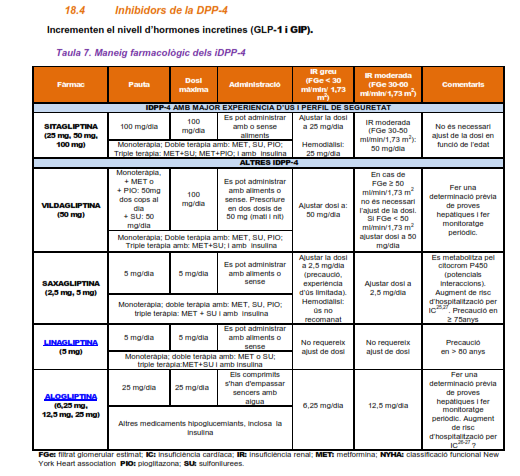 18.4 Inhibidors de la DPP-4
Incrementen el nivell d'hormones incretines (GLP-1 i GIP).
Taula 7. Maneig farmacològic dels iDPP-4
Fàrmac
Pauta
Dosi
màxima
Administració
IR greu
(FGe < 30
ml/min/ 1,73
m²)
IR moderada
(FGe 30-60
ml/min/1,73 m²)
Comentaris
IDPP-4 AMB MAJOR EXPERIENCIA D'US I PERFIL DE SEGURETAT
SITAGLIPTINA
(25 mg, 50 mg,
100 mg)
100 mg/dia
100
mg/dia
Es pot administrar
amb o sense
aliments
Monoteràpia; Doble teràpia amb: MET, SU, PIO;
Triple teràpia: MET+SU; MET+PIO; i amb insulina
Ajustar la dosi
a 25 mg/dia
Hemodiàlisi:
25 mg/dia
IR moderada
(FGe 30-50
ml/min/1,73 m²):
50 mg/dia
No és necessari
ajust de la dosi en
funció de l'edat
ALTRES IDPP-4
VILDAGLIPTINA
(50 mg)
Monoteràpia,
+ MET o
+ PIO: 50mg
dos cops al
dia
+ SU: 50
mg/dia
100
mg/dia
Es pot administrar
amb aliments o
sense. Prescriure
en dos dosis de
50 mg (matí i nit)
Monoteràpia; Doble teràpia amb: MET, SU, PIO;
Triple teràpia amb: MET+SU; i amb insulina
Ajustar dosi a:
50 mg/dia
En cas de
FGe ≥ 50
ml/min/1,73 m²
no és necessari
l'ajust de la dosi.
Si FGe < 50
ml/min/1,73 m²
ajustar dosi a 50
mg/dia
Fer una
determinació prèvia
de proves
hepàtiques i fer
monitoratge
periòdic.
SAXAGLIPTINA
(2,5 mg, 5 mg)
5 mg/dia
5 mg/dia
Es pot administrar
amb aliments o
sense
Monoteràpia; doble teràpia amb: MET, SU, PIO;
triple teràpia: MET + SU i amb insulina
Ajustar la dosi
a 2,5 mg/dia
(precaució,
experiència
d'ús limitada).
Hemodiàlisi:
ús no
recomanat
Ajustar dosi a
2,5 mg/dia
Es metabolitza pel
citocrom P450
(potencials
interaccions).
Augment de risc
d'hospitalització per
IC
Precaució en
≥ 75anys
LINAGLIPTINA
(5 mg)
5 mg/dia
5 mg/dia
Es pot administrar
amb aliments o
sense
Monoteràpia; doble teràpia amb: MET o SU;
triple teràpia:MET+SU i amb insulina
No requereix
ajust de dosi
No requereix
ajust de dosi
Precaució
en > 80 anys
ALOGLIPTINA
(6,25 mg,
12,5 mg, 25 mg)
25 mg/dia
25 mg/dia
Els comprimits
s'han d'empassar
sencers amb
aigua
Altres medicaments hipoglucemiants, inclosa la
insulina
6,25 mg/dia
12,5 mg/dia
Fer una
determinació prèvia
de proves
hepàtiques i fer
monitoratge
periòdic. Augment
de risc
d'hospitalització per
IC
?
FGe: filtrat glomerular estimat; IC: insuficiència cardíaca; IR: insuficiència renal; MET: metformina; NYHA: classificació funcional New
York Heart association PIO: pioglitazona; SU: sulfonilurees.